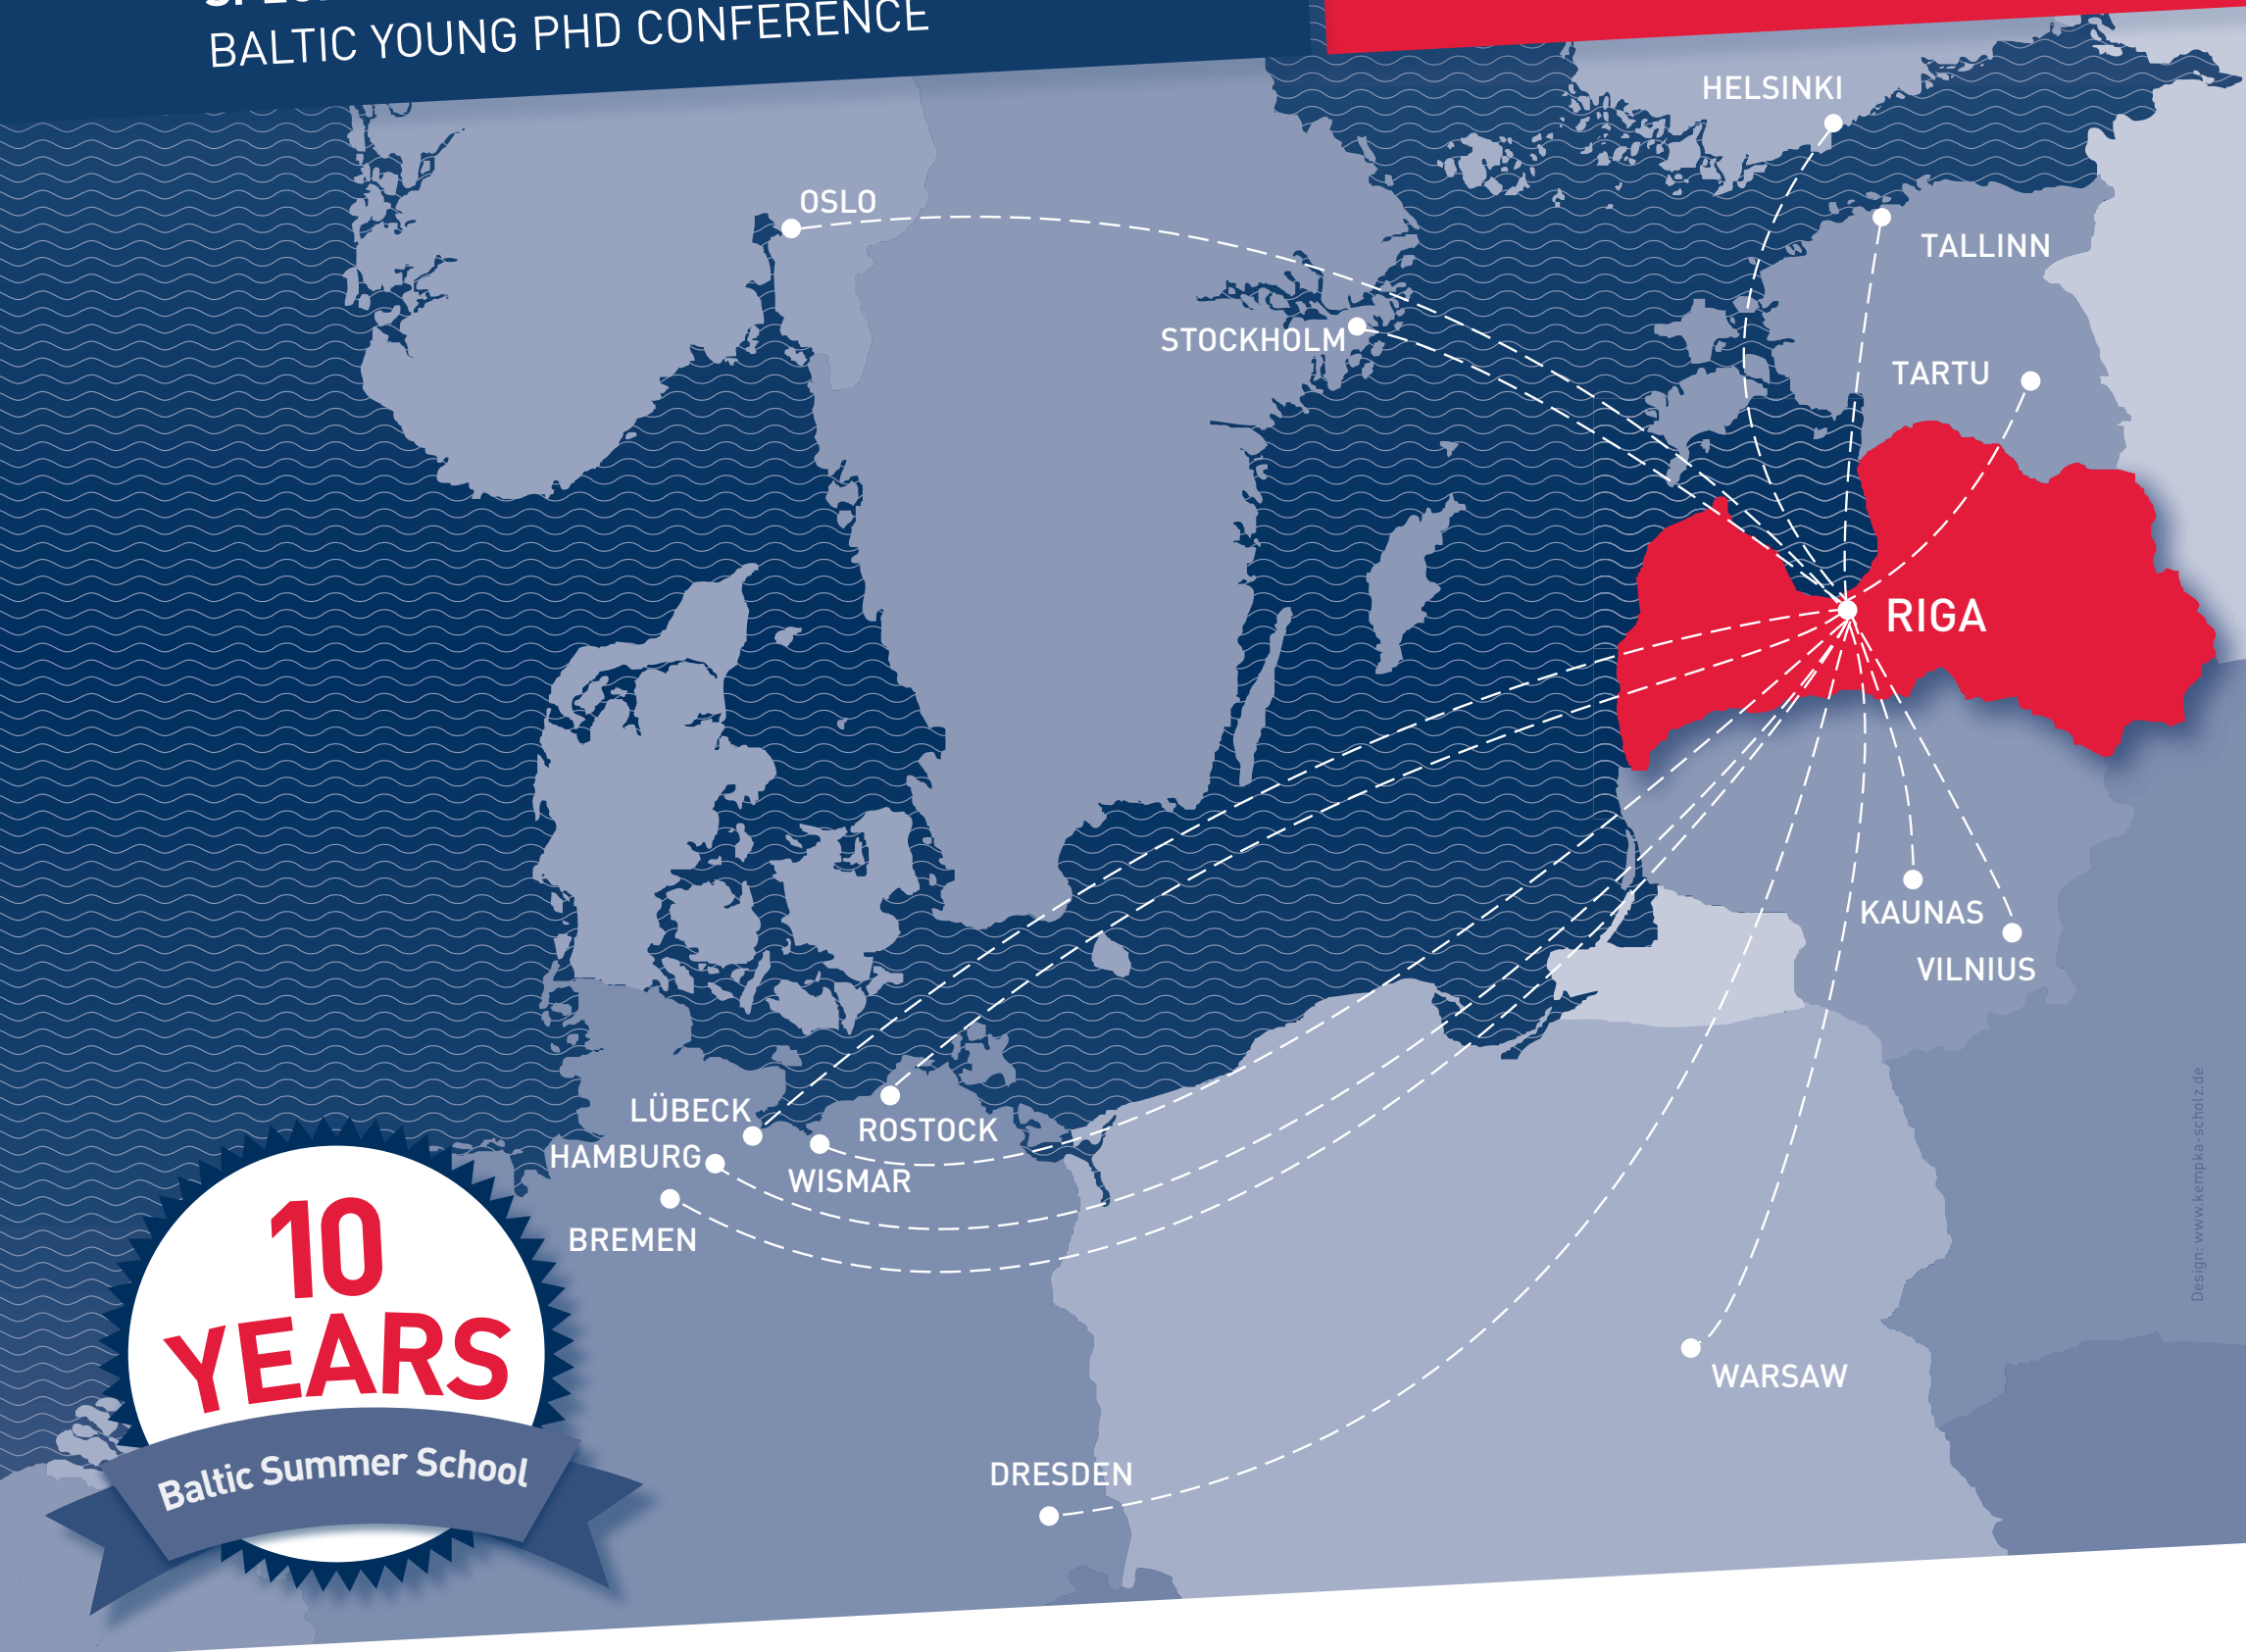 BALTIC YOUNG PHD CONFERENCE
HELSINKI
OSLO
TALLINN
STOCKHOLM
TARTU
RIGA
KAUNAS
VILNIUS
LÜBECK
ROSTOCK
HAMBURG
WISMAR
BREMEN
WARSAW
DRESDEN
10
YEARS
Baltic Summer School
Design: www.kempka-scholz.de